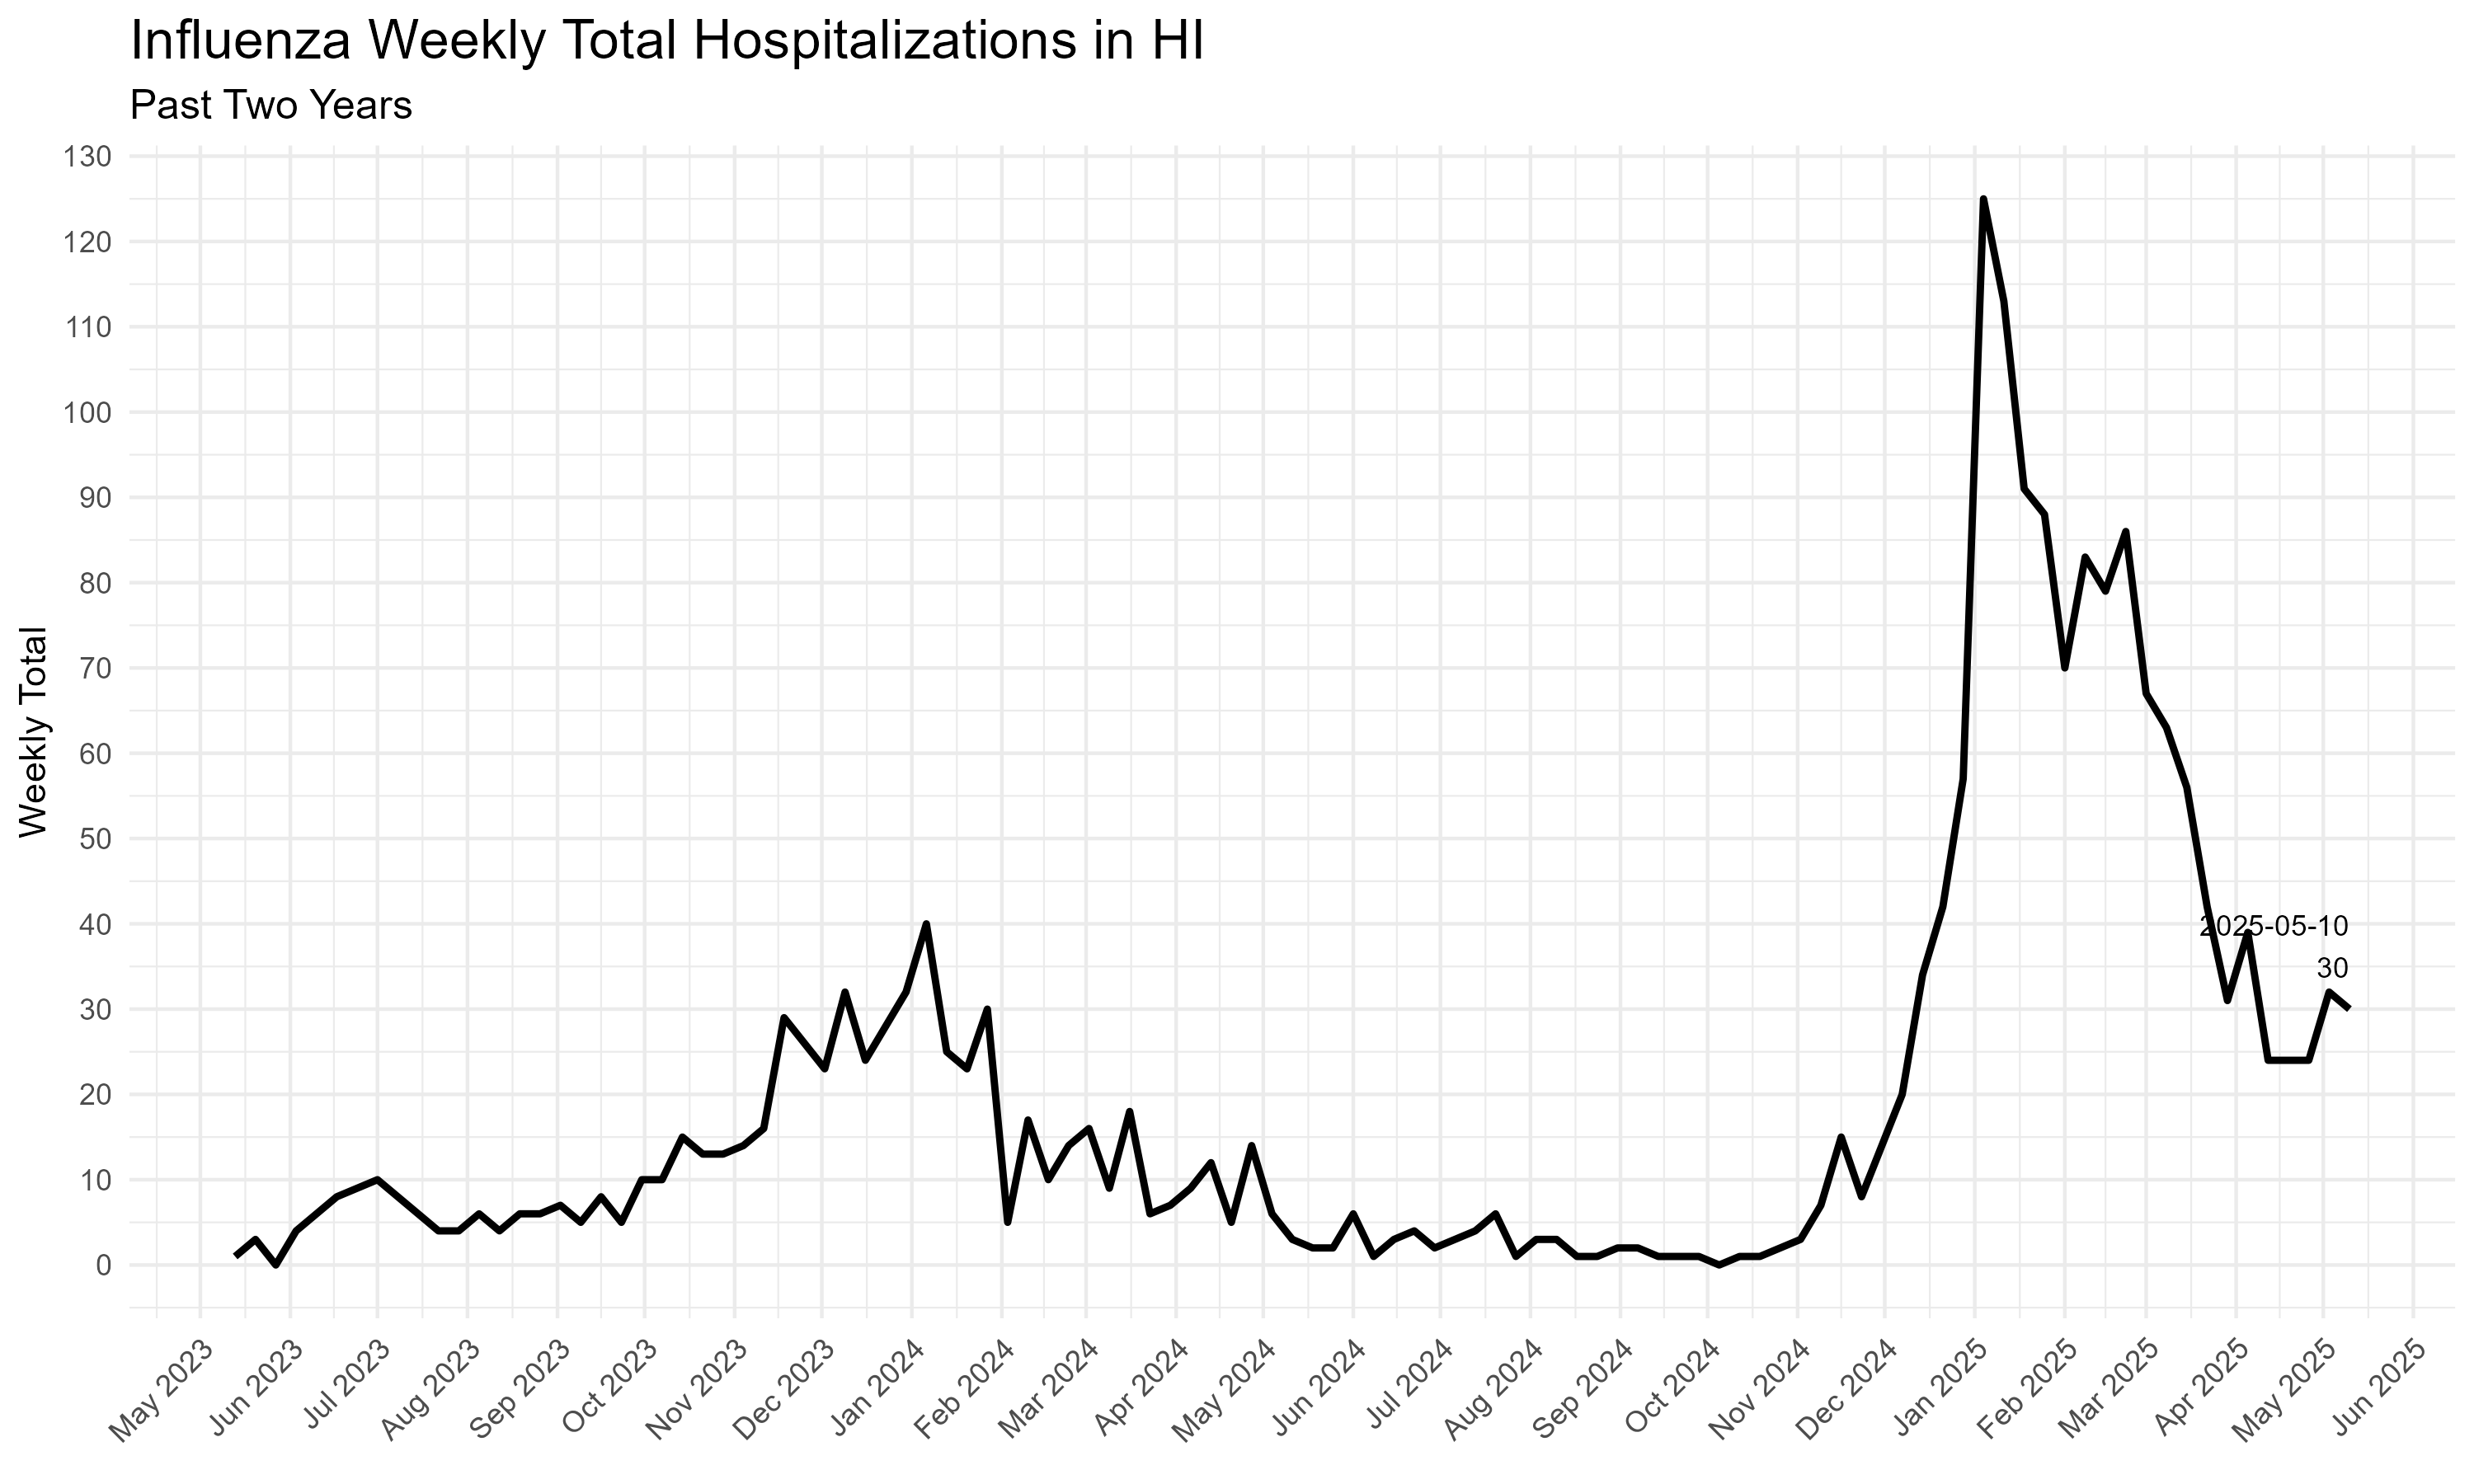 Influenza Weekly Total Hospitalizations in HI
Past Two Years
Weekly Total
130
120
110
100
90
80
70
60
50
40
30
20
10
0
2025-05-10
30
May 2023
Jun 2023
Jul 2023
Aug 2023
Sep 2023
Oct 2023
Nov 2023
Dec 2023
Jan 2024
Feb 2024
Mar 2024
Apr 2024
May 2024
Jun 2024
Jul 2024
Aug 2024
Sep 2024
Oct 2024
Nov 2024
Dec 2024
Jan 2025
Feb 2025
Mar 2025
Apr 2025
May 2025
Jun 2025